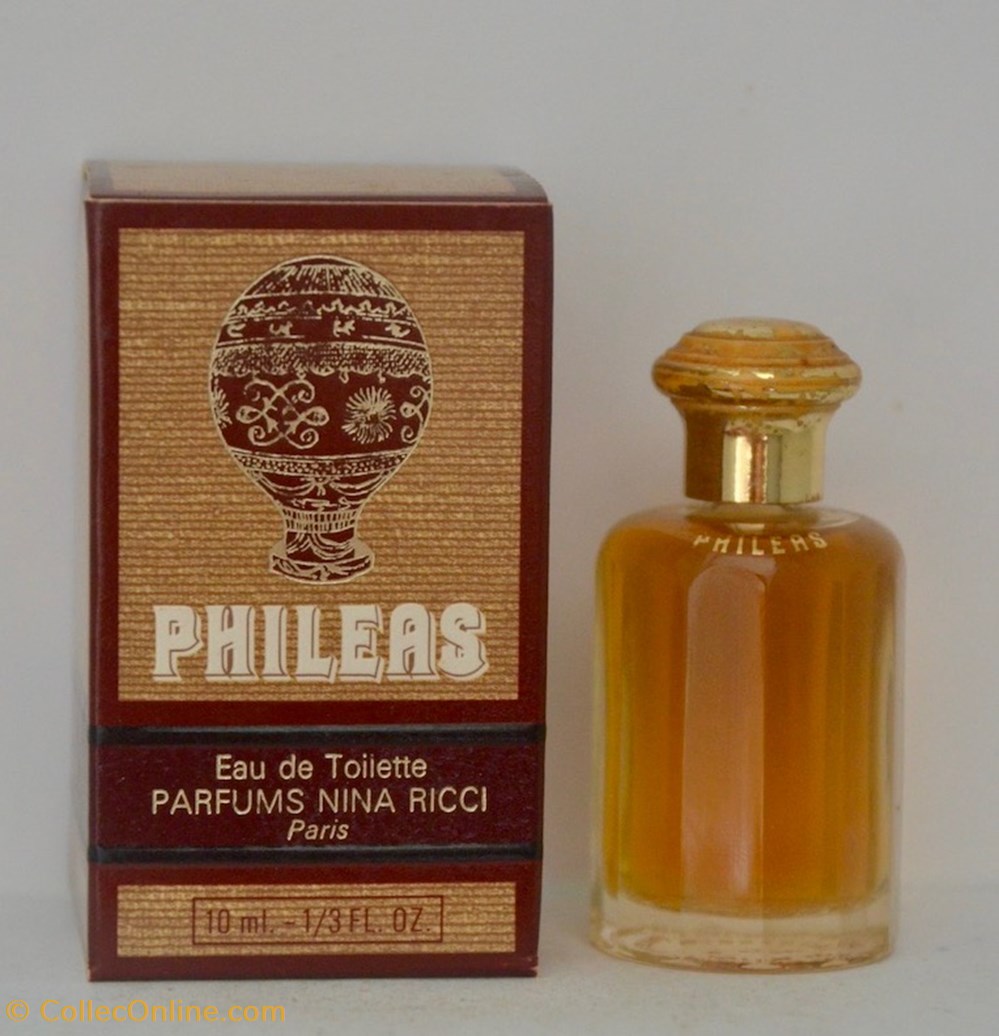 PHILEAS
Eau de Toilette
PARFUMS NINA RICCI
Paris
10 ml. - 1/3 FL. OZ.
PHILEAS
© CollecOnline.com